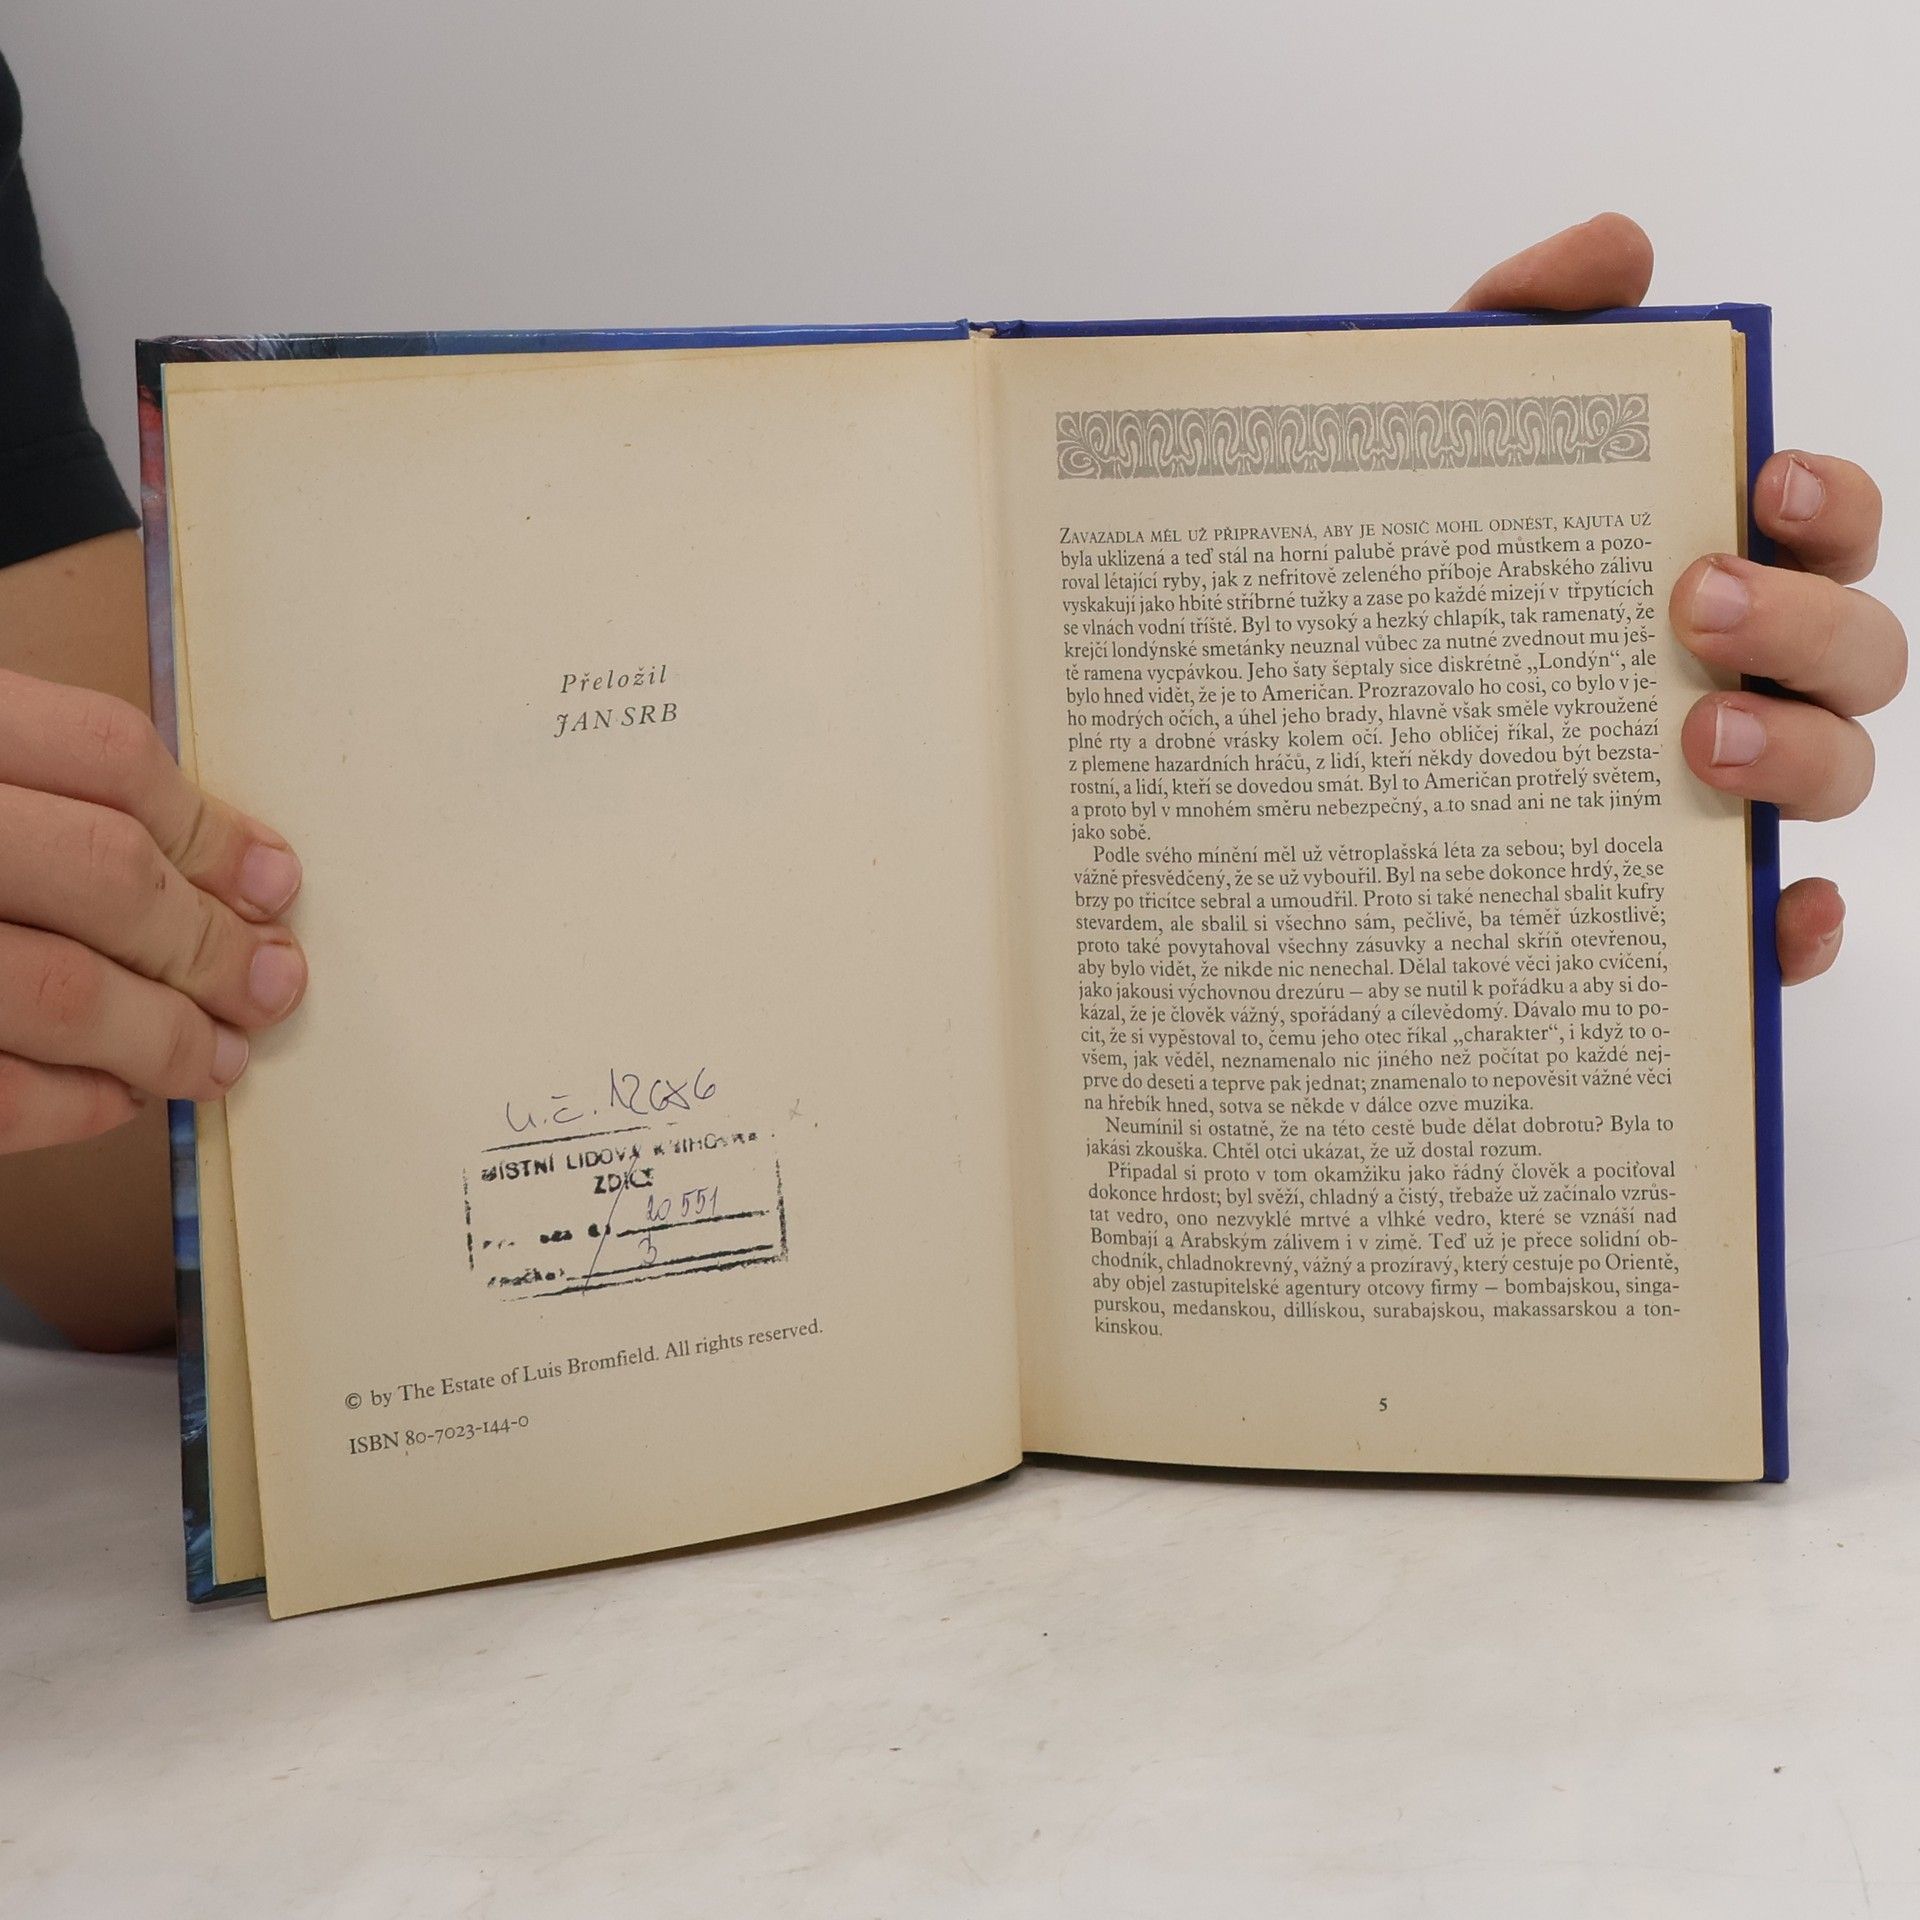 Přeložil
JAN SRB
MÍSTNÍ LIDOVÁ KNIHOVNA
ZDICE
20 551
3
© by The Estate of Luis Bromfield. All rights reserved.
ISBN 80-7023-144-0
ZAVAZADLA MĚL UŽ PŘIPRAVENÁ, ABY JE NOSIČ MOHL ODNÉST, KAJUTA UŽ
byla uklizená a teď stál na horní palubě právě pod můstkem a pozo-
roval létající ryby, jak z nefritově zeleného příboje Arabského zálivu
vyskakují jako hbité stříbrné tužky a zase po každé mizejí v třpytících
se vlnách vodní tříště. Byl to vysoký a hezký chlapík, tak ramenatý, že
krejčí londýnské smetánky neuznal vůbec za nutné zvednout mu ješ-
tě ramena vycpávkou. Jeho šaty šeptaly sice diskrétně „Londýn“, ale
bylo hned vidět, že je to Američan. Prozrazovalo ho cosi, co bylo v je-
ho modrých očích, a úhel jeho brady, hlavně však směle vykroužené
plné rty a drobné vrásky kolem očí. Jeho obličej říkal, že pochází
z plemene hazardních hráčů, z lidí, kteří někdy dovedou být bezsta-
rostní, a lidí, kteří se dovedou smát. Byl to Američan protřelý světem,
a proto byl v mnohém směru nebezpečný, a to snad ani ne tak jiným
jako sobě.
Podle svého mínění měl už větroplašská léta za sebou; byl docela
vážně přesvědčený, že se už vybouřil. Byl na sebe dokonce hrdý, že se
brzy po třicítce sebral a umoudřil. Proto si také nenechal sbalit kufry
stevardem, ale sbalil si všechno sám, pečlivě, ba téměř úzkostlivě;
proto také povytahoval všechny zásuvky a nechal skříň otevřenou,
aby bylo vidět, že nikde nic nenechal. Dělal takové věci jako cvičení,
jako jakousi výchovnou drezúru – aby se nutil k pořádku a aby si do-
kázal, že je člověk vážný, spořádaný a cílevědomý. Dávalo mu to po-
cit, že si vypěstoval to, čemu jeho otec říkal „charakter“, i když to o-
všem, jak věděl, neznamenalo nic jiného než počítat po každé nej-
prve do deseti a teprve pak jednat; znamenalo to nepověsit vážné věci
na hřebík hned, sotva se někde v dálce ozve muzika.
Neumínil si ostatně, že na této cestě bude dělat dobrotu? Byla to
jakási zkouška. Chtěl otci ukázat, že už dostal rozum.
Připadal si proto v tom okamžiku jako řádný člověk a pociťoval
dokonce hrdost; byl svěží, chladný a čistý, třebaže už začínalo vzrůs-
tat vedro, ono nezvyklé mrtvé a vlhké vedro, které se vznáší nad
Bombají a Arabským zálivem i v zimě. Teď už je přece solidní ob-
chodník, chladnokrevný, vážný a prozíravý, který cestuje po Orientě,
aby objel zastupitelské agentury otcovy firmy – bombajskou, singa-
purskou, medanskou, dillískou, surabajskou, makassarskou a ton-
kinskou.
5